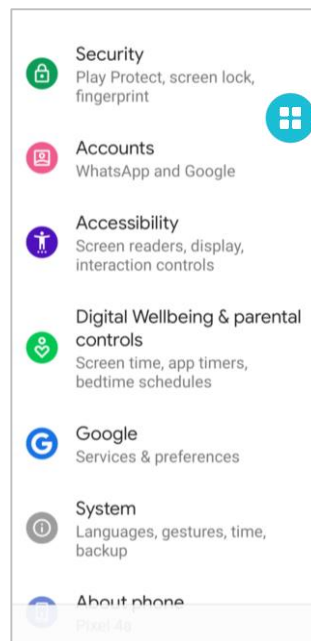 Security
Play Protect, screen lock,
fingerprint
Accounts
WhatsApp and Google
Accessibility
Screen readers, display,
interaction controls
Digital Wellbeing & parental
controls
Screen time, app timers,
bedtime schedules
Google
Services & preferences
System
Languages, gestures, time,
backup
About phone
Pixel 4a